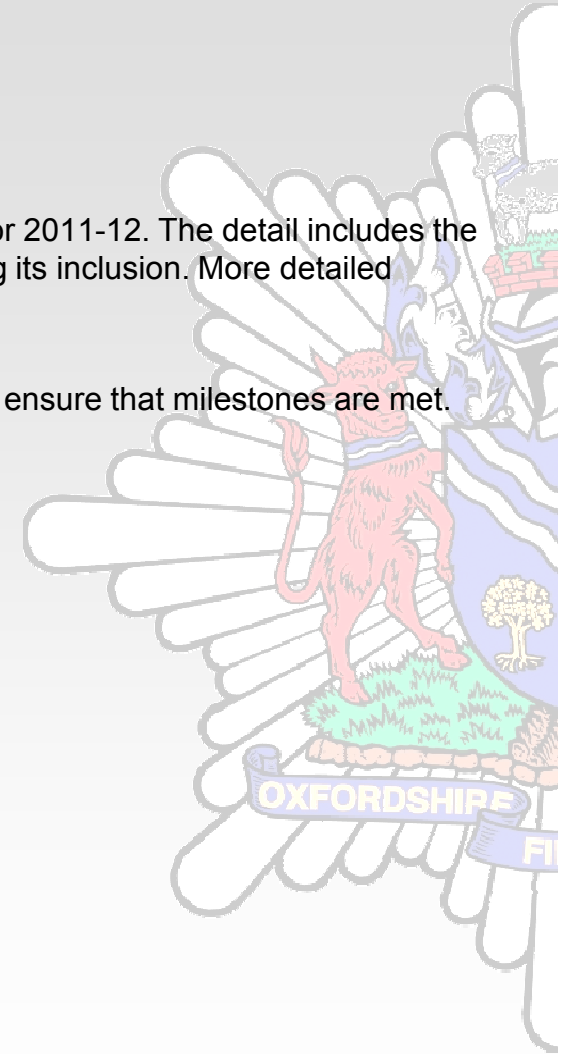 or 2011-12. The detail includes the
g its inclusion. More detailed
ensure that milestones are met.
OXFORDSHIRE
FI